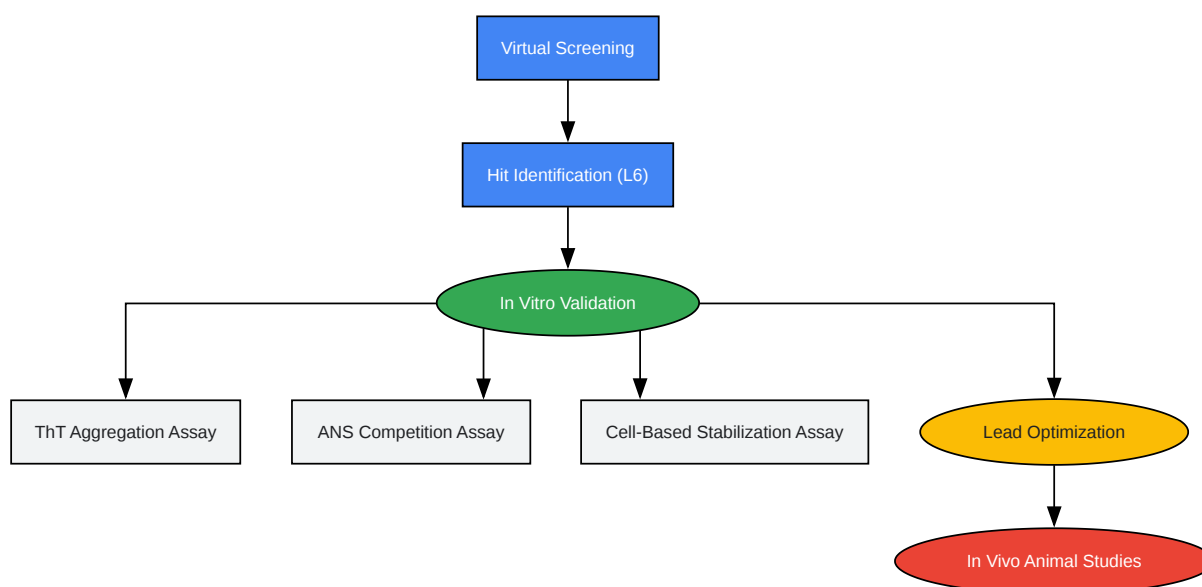 Virtual Screening
Hit Identification (L6)
In Vitro Validation
ThT Aggregation Assay
ANS Competition Assay
Cell-Based Stabilization Assay
Lead Optimization
In Vivo Animal Studies